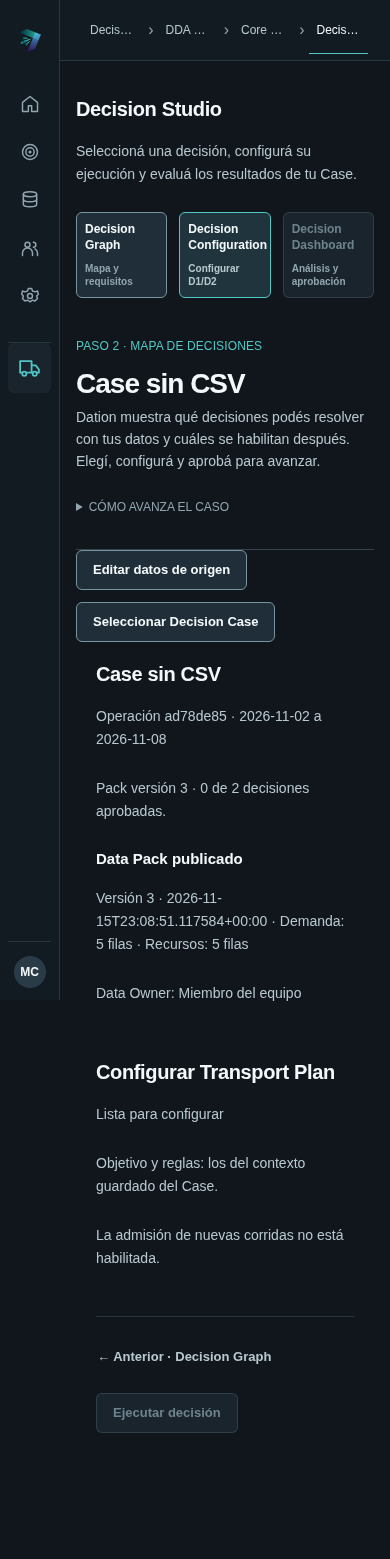 Decis…
DDA …
Core …
Decis…
Decision Studio
Seleccioná una decisión, configurá su
ejecución y evaluá los resultados de tu Case.
Decision
Graph
Mapa y
requisitos
Decision
Configuration
Configurar
D1/D2
Decision
Dashboard
Análisis y
aprobación
PASO 2 · MAPA DE DECISIONES
Case sin CSV
Dation muestra qué decisiones podés resolver
con tus datos y cuáles se habilitan después.
Elegí, configurá y aprobá para avanzar.
CÓMO AVANZA EL CASO
Editar datos de origen
Seleccionar Decision Case
Case sin CSV
Operación ad78de85 · 2026-11-02 a
2026-11-08
Pack versión 3 · 0 de 2 decisiones
aprobadas.
Data Pack publicado
Versión 3 · 2026-11-
15T23:08:51.117584+00:00 · Demanda:
5 filas · Recursos: 5 filas
Data Owner: Miembro del equipo
MC
Configurar Transport Plan
Lista para configurar
Objetivo y reglas: los del contexto
guardado del Case.
La admisión de nuevas corridas no está
habilitada.
← Anterior · Decision Graph
Ejecutar decisión